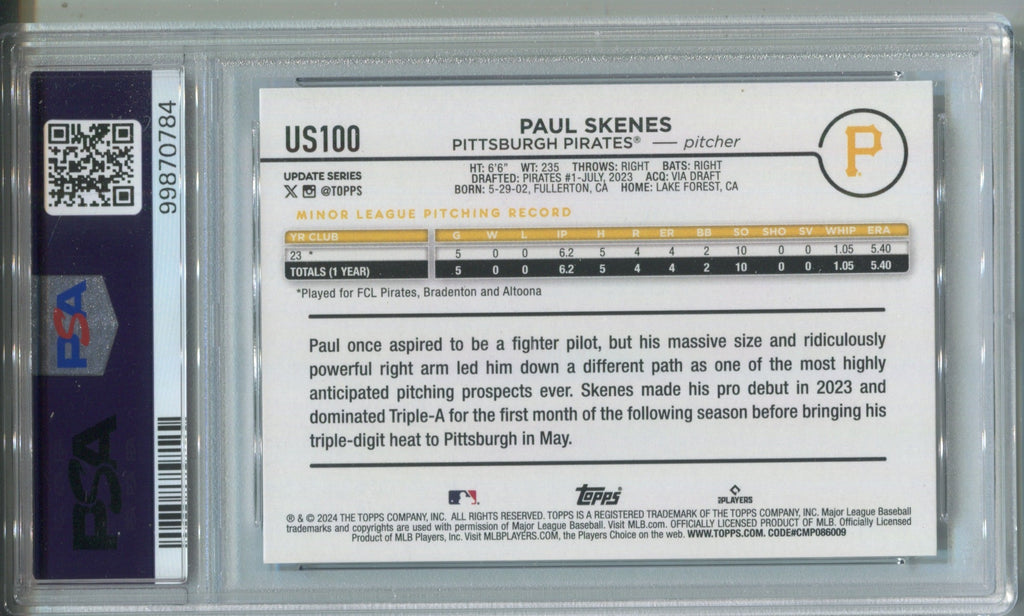 99870784
PSA
PSA
US100
PAUL SKENES
PITTSBURGH PIRATES® — pitcher
P
UPDATE SERIES
@TOPPS
HT: 6'6" WT: 235 THROWS: RIGHT BATS: RIGHT
DRAFTED: PIRATES #1-JULY, 2023 ACQ: VIA DRAFT
BORN: 5-29-02, FULLERTON, CA HOME: LAKE FOREST, CA
MINOR LEAGUE PITCHING RECORD
YR CLUB G W L IP H R ER BB SO SHO SV WHIP ERA
23 * 5 0 0 6.2 5 4 4 2 10 0 0 1.05 5.40
TOTALS (1 YEAR) 5 0 0 6.2 5 4 4 2 10 0 0 1.05 5.40
*Played for FCL Pirates, Bradenton and Altoona
Paul once aspired to be a fighter pilot, but his massive size and ridiculously
powerful right arm led him down a different path as one of the most highly
anticipated pitching prospects ever. Skenes made his pro debut in 2023 and
dominated Triple-A for the first month of the following season before bringing his
triple-digit heat to Pittsburgh in May.
Topps®
PLAYERS
® & © 2024 THE TOPPS COMPANY, INC. ALL RIGHTS RESERVED. TOPPS IS A REGISTERED TRADEMARK OF THE TOPPS COMPANY, INC. Major League Baseball
trademarks and copyrights are used with permission of Major League Baseball. Visit MLB.com. OFFICIALLY LICENSED PRODUCT OF MLB. Officially Licensed
Product of MLB Players, Inc. Visit MLBPLAYERS.COM, the Players Choice on the web. WWW.TOPPS.COM. CODE#CMP086009